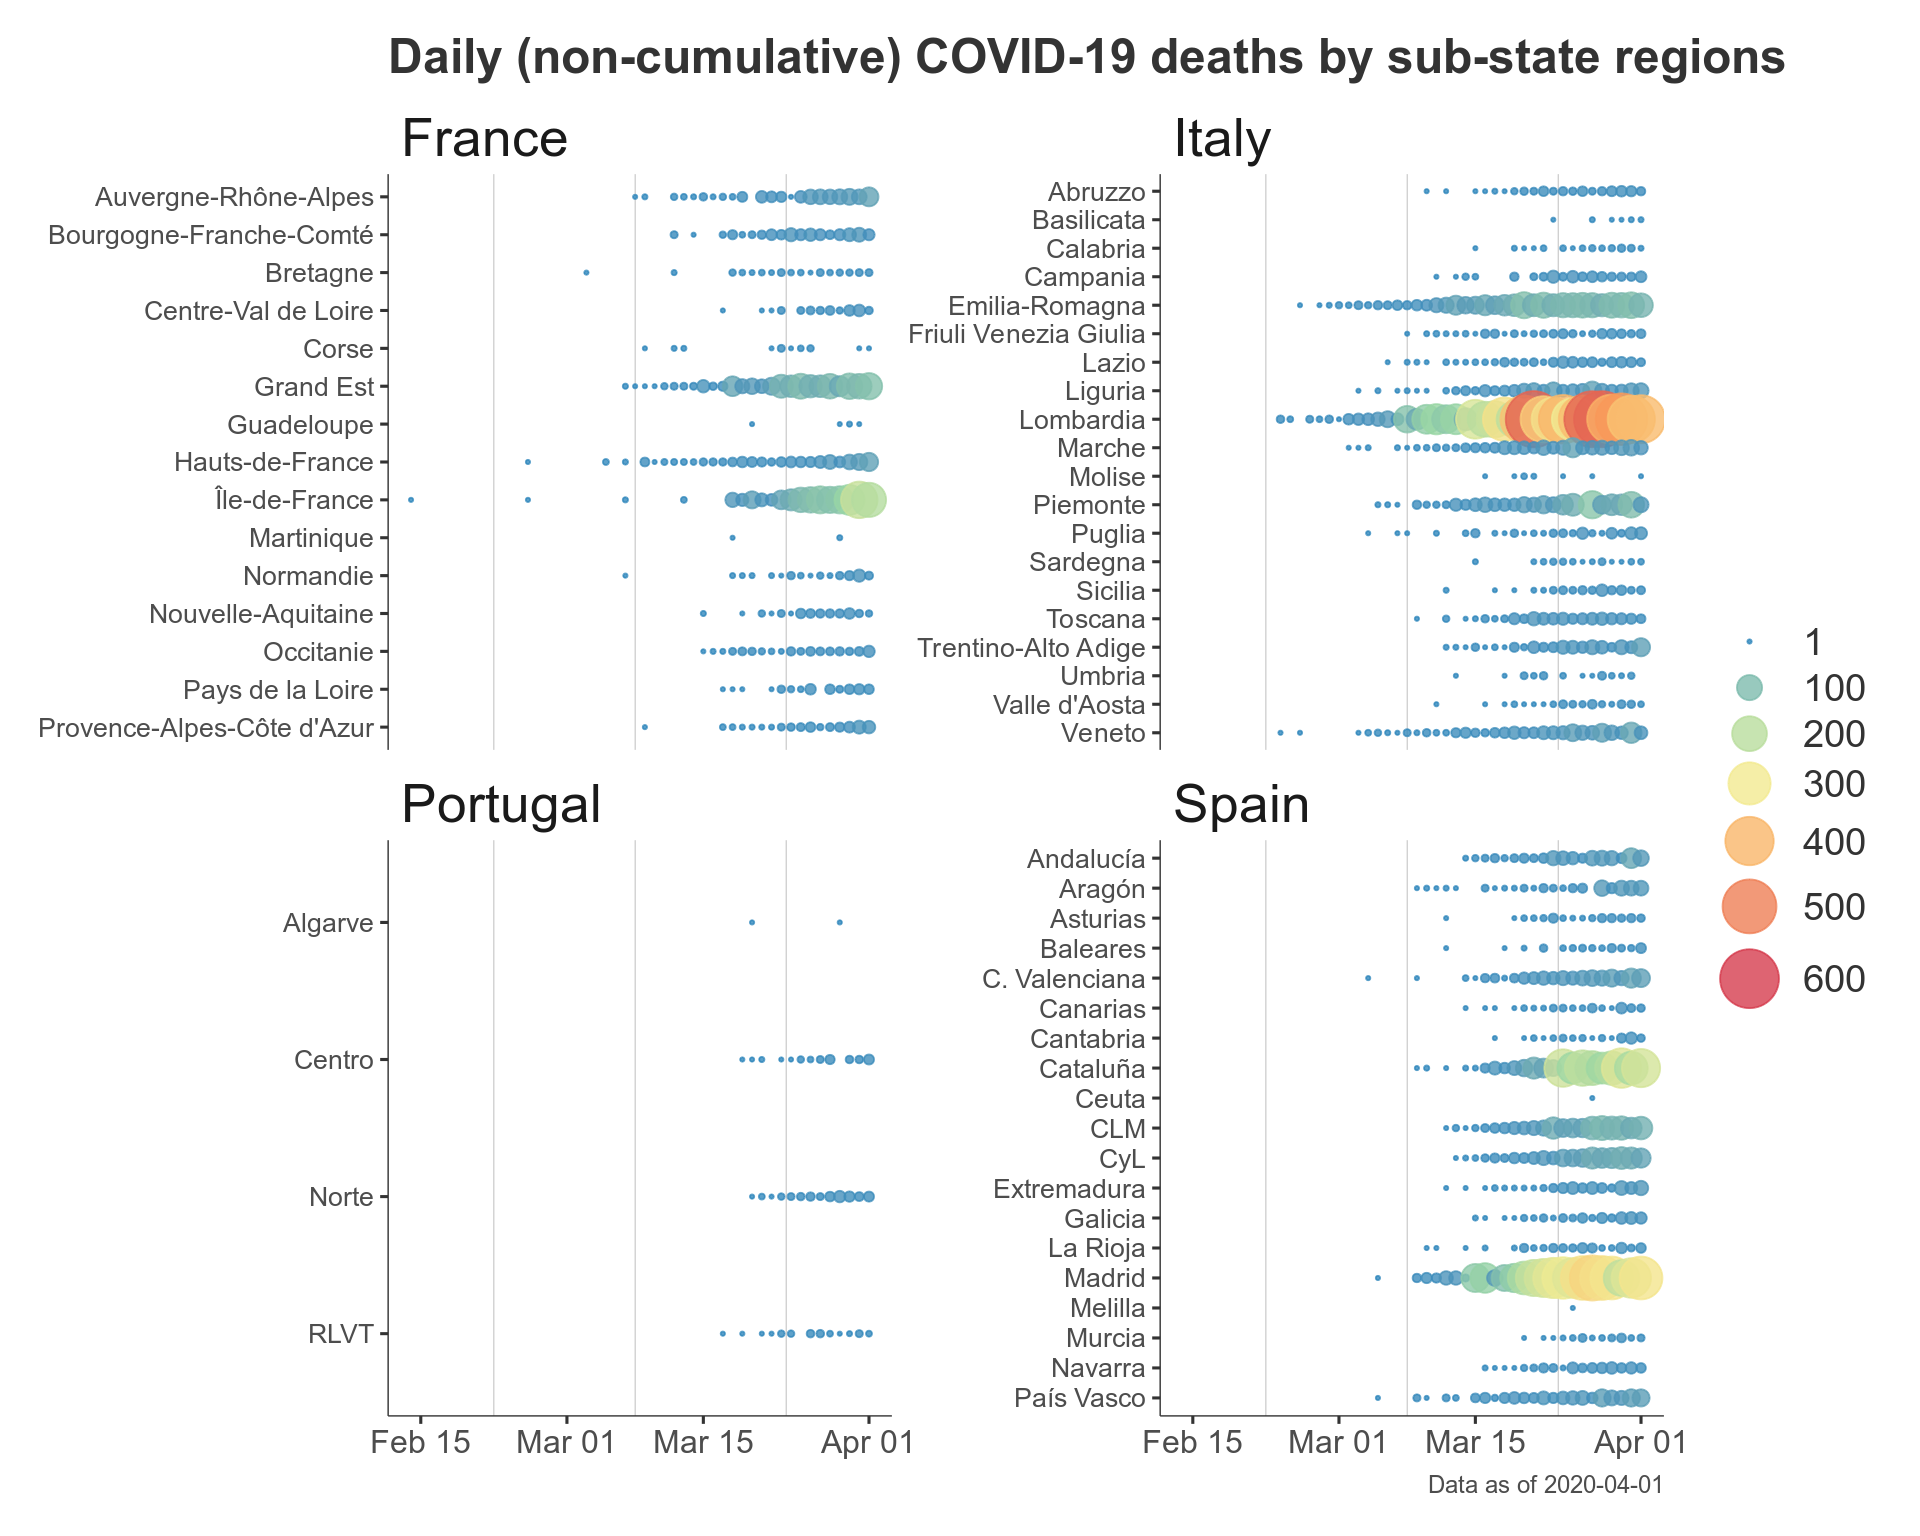 Daily (non-cumulative) COVID-19 deaths by sub-state regions
France
Auvergne-Rhône-Alpes
Bourgogne-Franche-Comté
Bretagne
Centre-Val de Loire
Corse
Grand Est
Guadeloupe
Hauts-de-France
Île-de-France
Martinique
Normandie
Nouvelle-Aquitaine
Occitanie
Pays de la Loire
Provence-Alpes-Côte d'Azur
Italy
Abruzzo
Basilicata
Calabria
Campania
Emilia-Romagna
Friuli Venezia Giulia
Lazio
Liguria
Lombardia
Marche
Molise
Piemonte
Puglia
Sardegna
Sicilia
Toscana
Trentino-Alto Adige
Umbria
Valle d'Aosta
Veneto
Portugal
Algarve
Centro
Norte
RLVT
Feb 15 Mar 01 Mar 15 Apr 01
Spain
Andalucía
Aragón
Asturias
Baleares
C. Valenciana
Canarias
Cantabria
Cataluña
Ceuta
CLM
CyL
Extremadura
Galicia
La Rioja
Madrid
Melilla
Murcia
Navarra
País Vasco
Feb 15 Mar 01 Mar 15 Apr 01
1
100
200
300
400
500
600
Data as of 2020-04-01